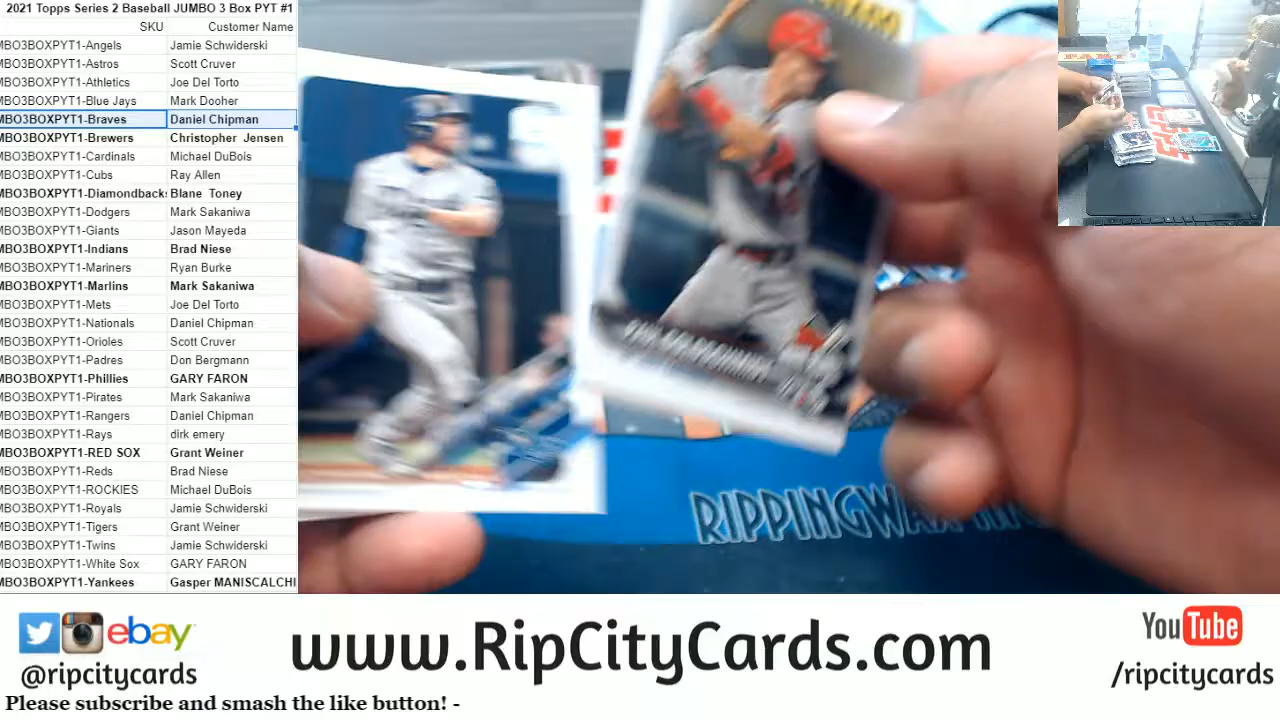 2021 Topps Series 2 Baseball JUMBO 3 Box PYT #1
SKU Customer Name
MBO3BOXPYT1-Angels Jamie Schwiderski
MBO3BOXPYT1-Astros Scott Cruver
MBO3BOXPYT1-Athletics Joe Del Torto
MBO3BOXPYT1-Blue Jays Mark Dooher
MBO3BOXPYT1-Braves Daniel Chipman
MBO3BOXPYT1-Brewers Christopher Jensen
MBO3BOXPYT1-Cardinals Michael DuBois
MBO3BOXPYT1-Cubs Ray Allen
MBO3BOXPYT1-Diamondbacks Blane Toney
MBO3BOXPYT1-Dodgers Mark Sakaniwa
MBO3BOXPYT1-Giants Jason Mayeda
MBO3BOXPYT1-Indians Brad Niese
MBO3BOXPYT1-Mariners Ryan Burke
MBO3BOXPYT1-Marlins Mark Sakaniwa
MBO3BOXPYT1-Mets Joe Del Torto
MBO3BOXPYT1-Nationals Daniel Chipman
MBO3BOXPYT1-Orioles Scott Cruver
MBO3BOXPYT1-Padres Don Bergmann
MBO3BOXPYT1-Phillies GARY FARON
MBO3BOXPYT1-Pirates Mark Sakaniwa
MBO3BOXPYT1-Rangers Daniel Chipman
MBO3BOXPYT1-Rays dirk emery
MBO3BOXPYT1-RED SOX Grant Weiner
MBO3BOXPYT1-Reds Brad Niese
MBO3BOXPYT1-ROCKIES Michael DuBois
MBO3BOXPYT1-Royals Jamie Schwiderski
MBO3BOXPYT1-Tigers Grant Weiner
MBO3BOXPYT1-Twins Jamie Schwiderski
MBO3BOXPYT1-White Sox GARY FARON
MBO3BOXPYT1-Yankees Gasper MANISCALCHI
ebay
@ripcitycards
www.RipCityCards.com
YouTube
/ripcitycards
Please subscribe and smash the like button! -